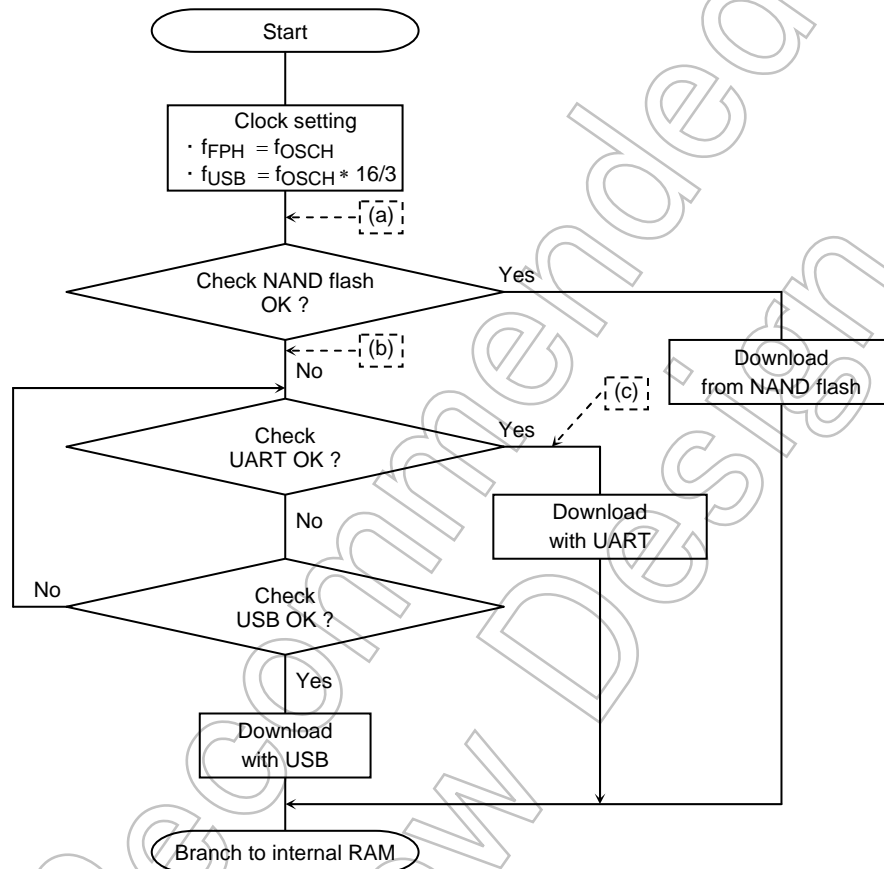 Start
Clock setting
・fFPH = fOSCH
・fUSB = fOSCH * 16/3
(a)
Check NAND flash
OK ?
Yes
(b)
No
Download
from NAND flash
(c)
Check
UART OK ?
Yes
No
Download
with UART
No
Check
USB OK ?
Yes
Download
with USB
Branch to internal RAM